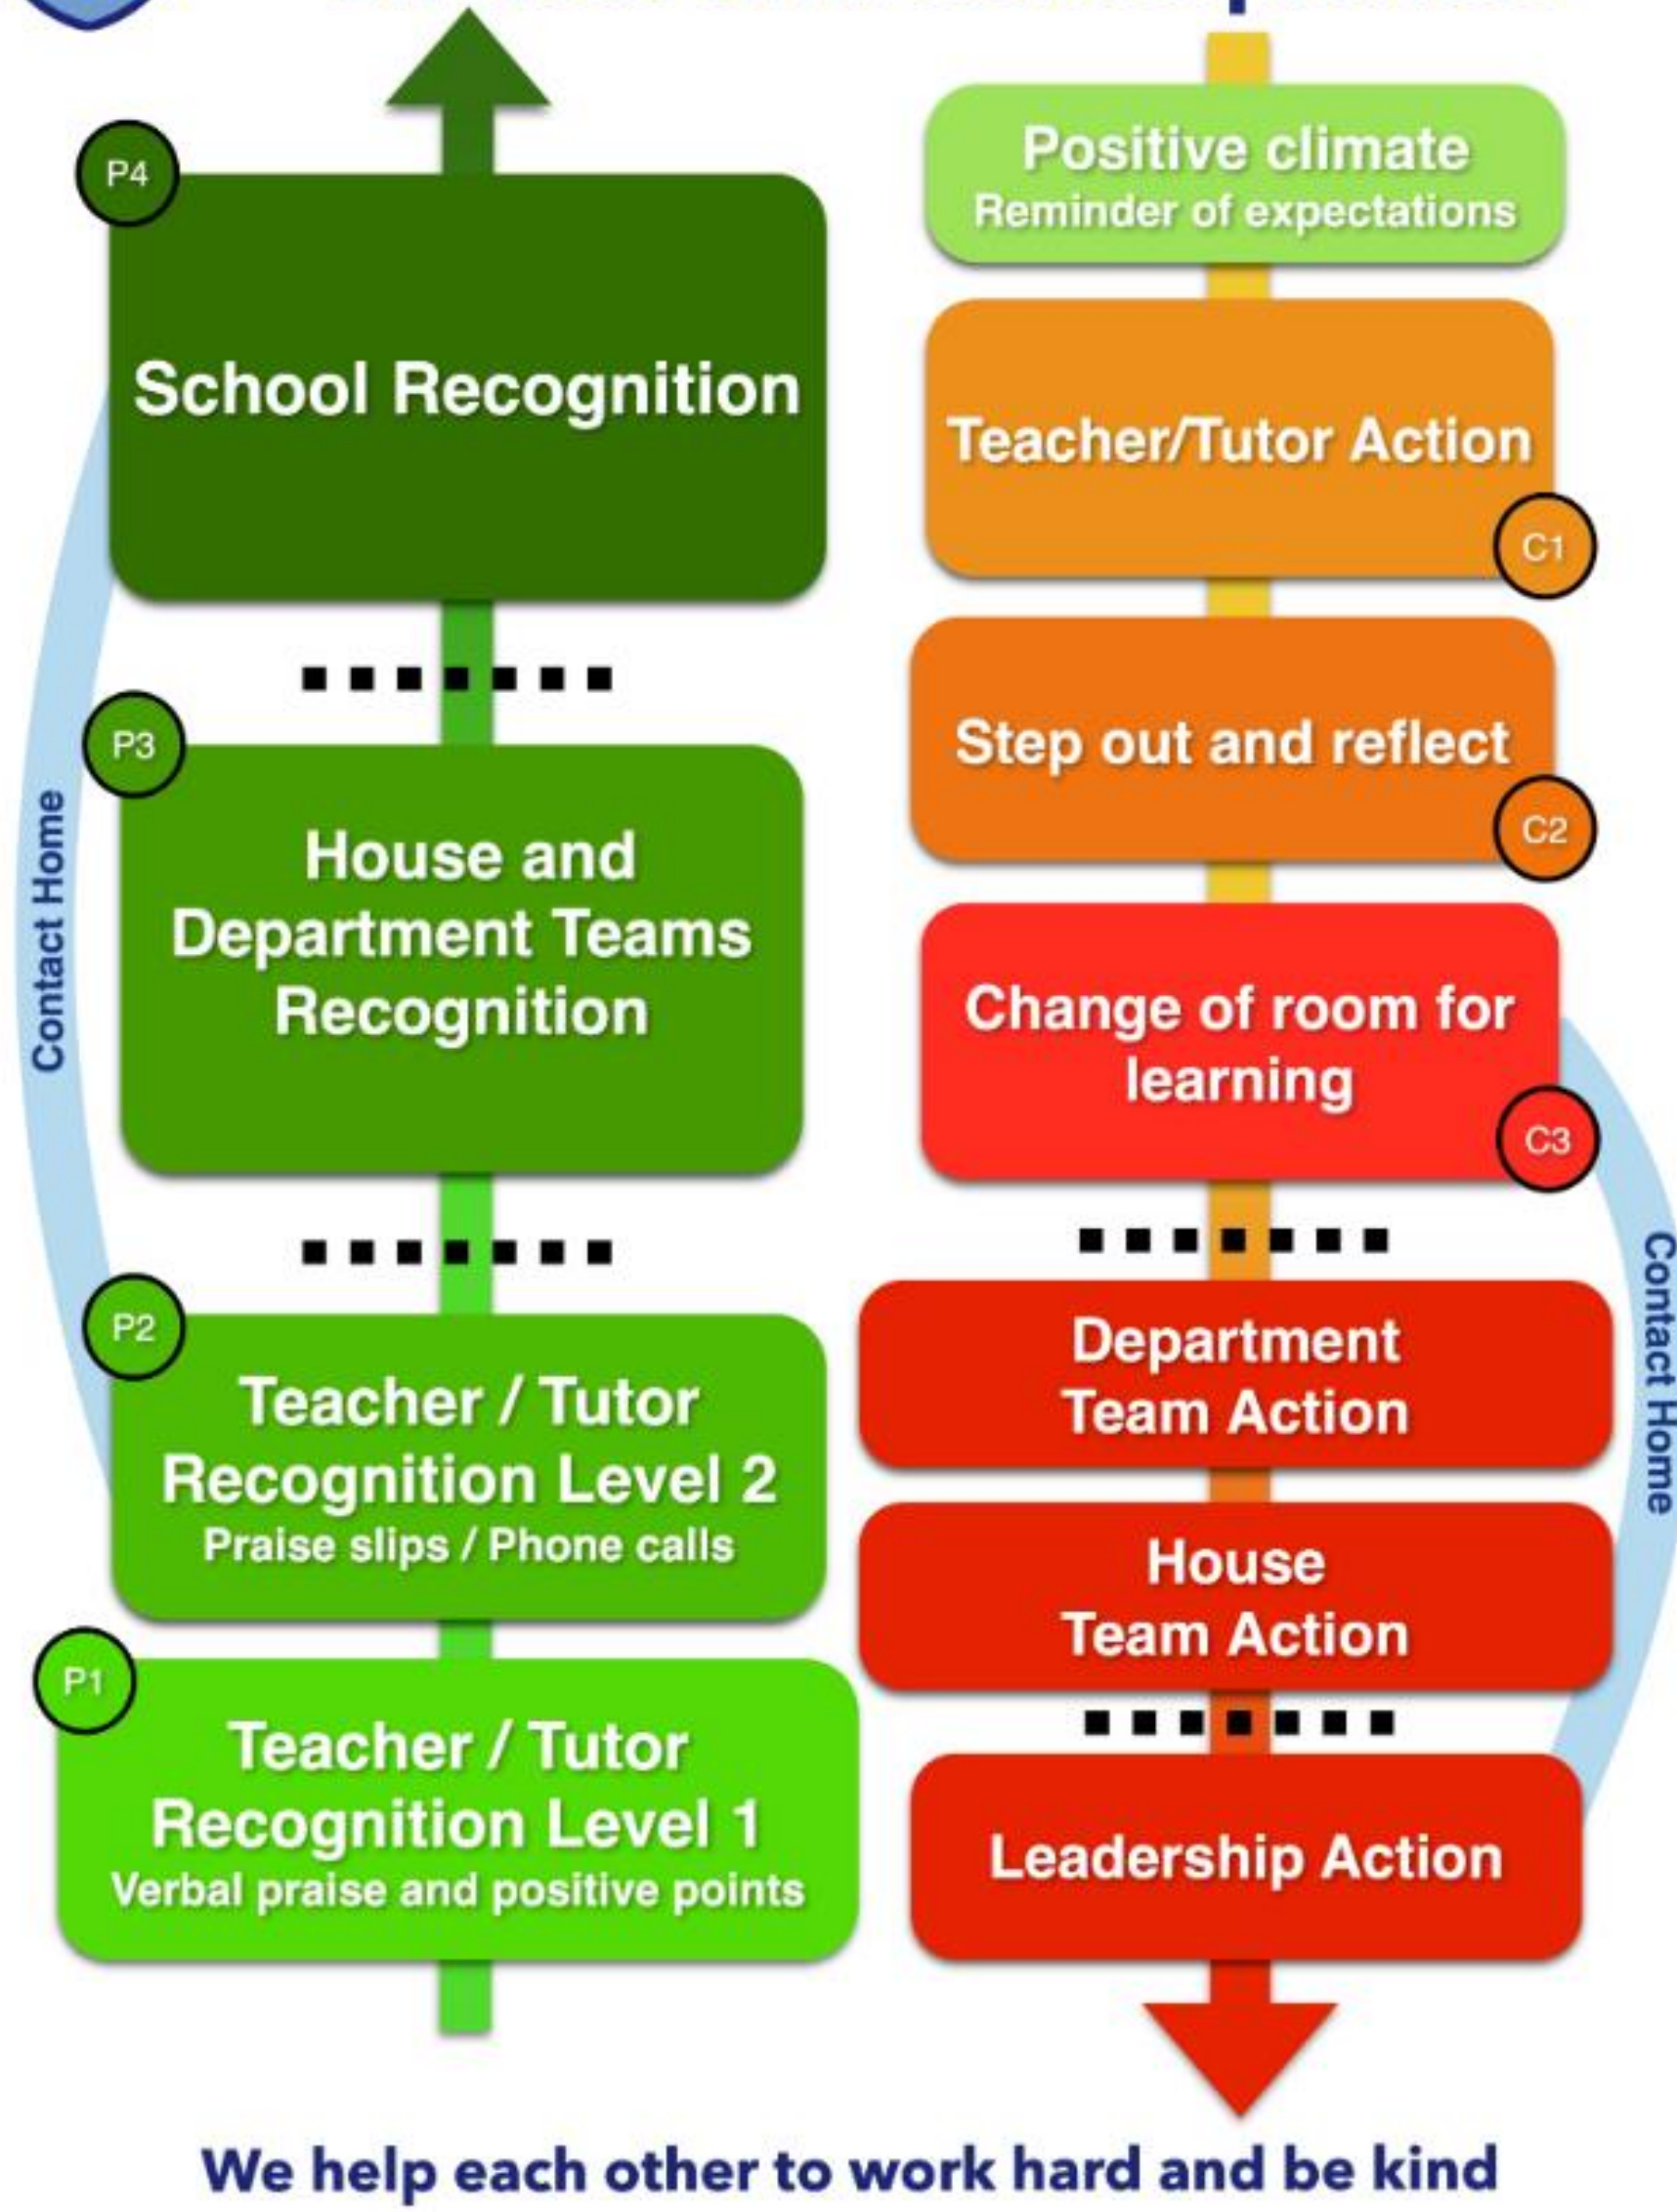 P4
School Recognition
P3
House and
Department Teams
Recognition
Contact Home
P2
Teacher / Tutor
Recognition Level 2
Praise slips / Phone calls
P1
Teacher / Tutor
Recognition Level 1
Verbal praise and positive points
Positive climate
Reminder of expectations
Teacher/Tutor Action
C1
Step out and reflect
C2
Change of room for
learning
C3
Department
Team Action
House
Team Action
Contact Home
Leadership Action
We help each other to work hard and be kind